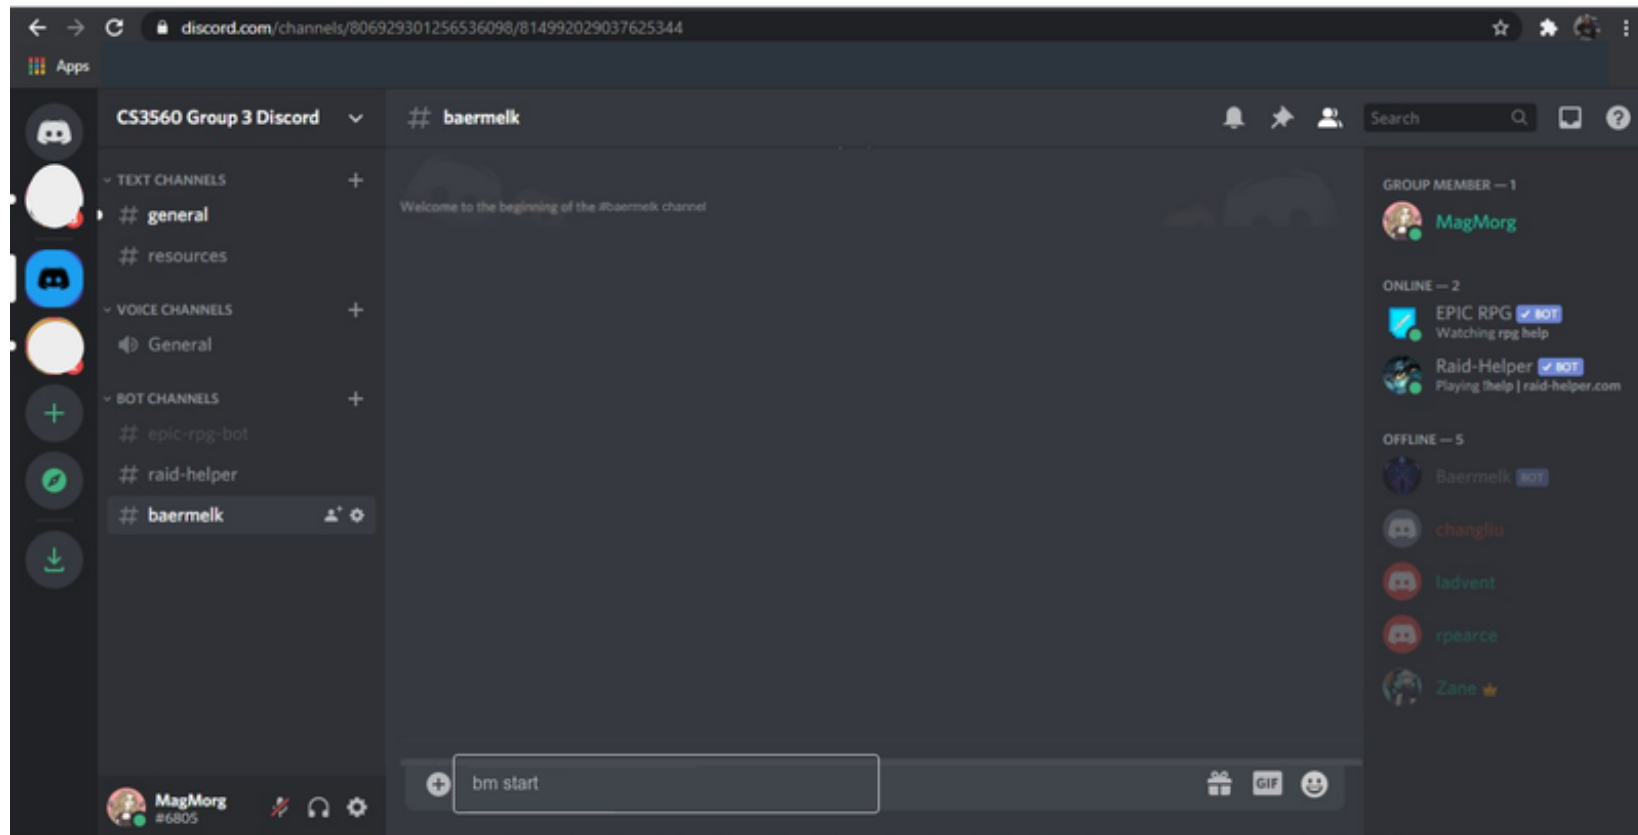 discord.com/channels/806929301256536098/814992029037625344
Apps
CS3560 Group 3 Discord
TEXT CHANNELS
# general
# resources
VOICE CHANNELS
General
BOT CHANNELS
# epic-rpg-bot
# raid-helper
# baermelk
MagMorg
#6805
# baermelk
Search
Welcome to the beginning of the #baermelk channel
bm start
GIF
GROUP MEMBER — 1
MagMorg
ONLINE — 2
EPIC RPG ✓ BOT
Watching rpg help
Raid-Helper ✓ BOT
Playing !help | raid-helper.com
OFFLINE — 5
Baermelk BOT
changliu
ladvent
rpearce
Zane